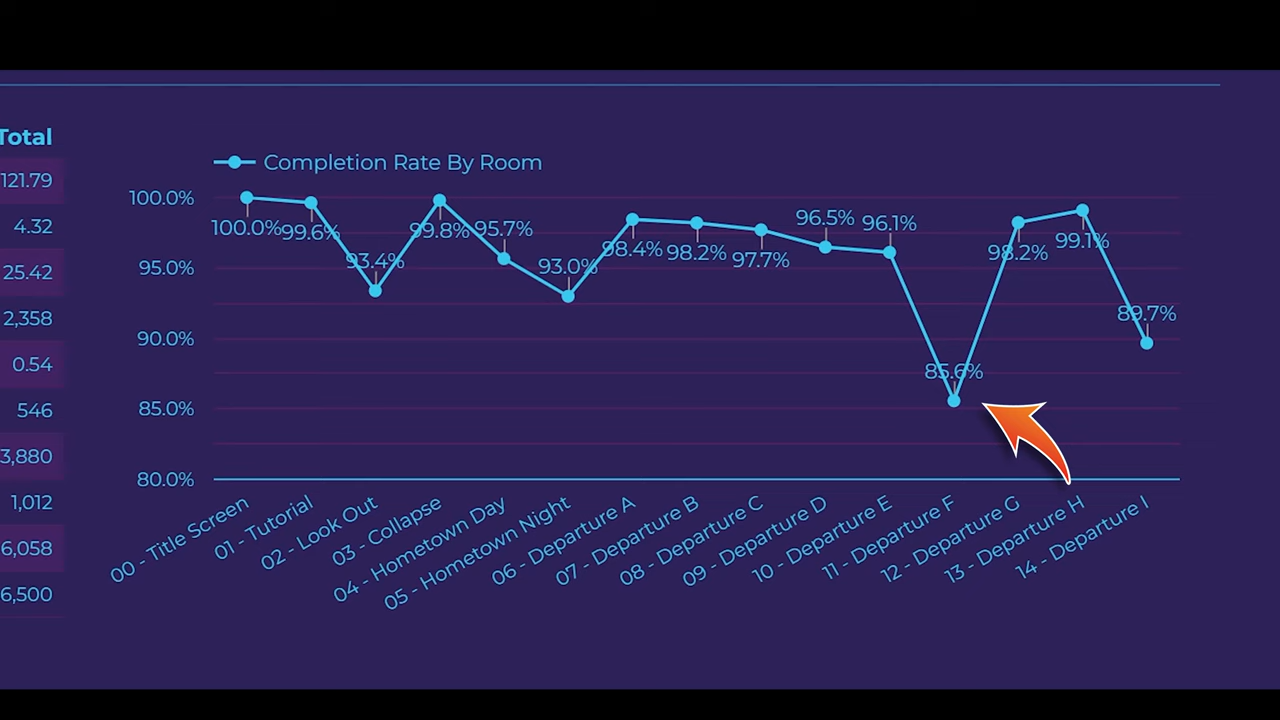 Total
121.79
4.32
25.42
2,358
0.54
546
3,880
1,012
6,058
6,500
Completion Rate By Room
100.0%
95.0%
90.0%
85.0%
80.0%
100.0%
99.6%
93.4%
99.8%
95.7%
93.0%
98.4%
98.2%
97.7%
96.5%
96.1%
85.6%
98.2%
99.1%
89.7%
00 - Title Screen
01 - Tutorial
02 - Look Out
03 - Collapse
04 - Hometown Day
05 - Hometown Night
06 - Departure A
07 - Departure B
08 - Departure C
09 - Departure D
10 - Departure E
11 - Departure F
12 - Departure G
13 - Departure H
14 - Departure I